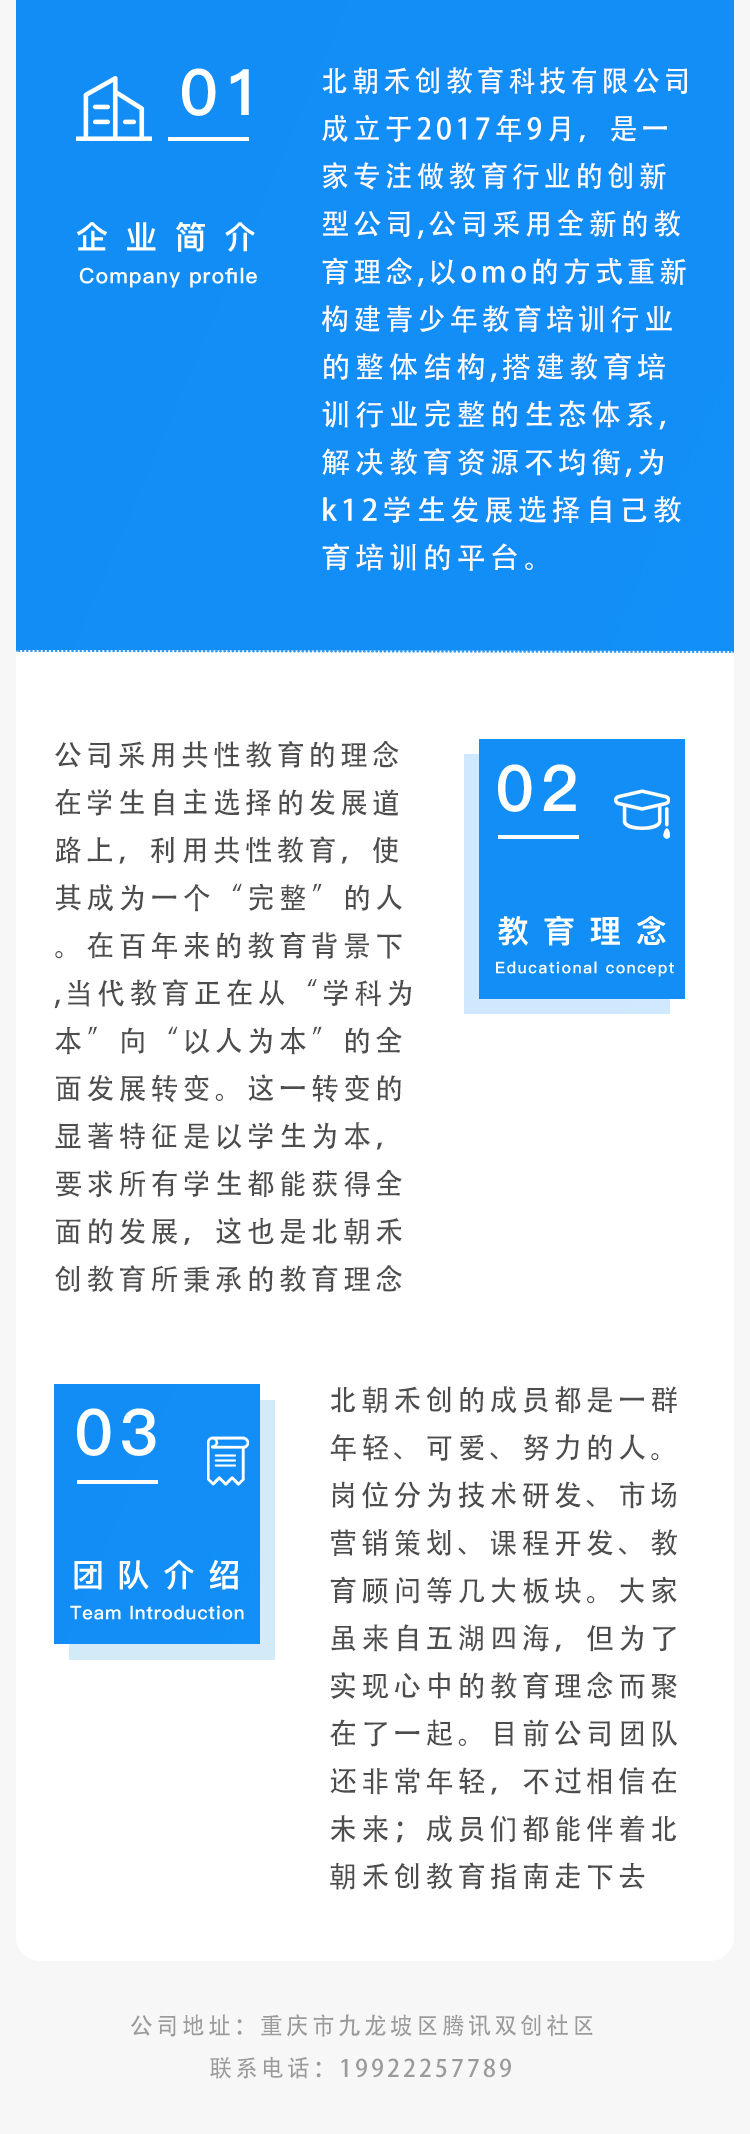 01
企业简介
Company profile
北朝禾创教育科技有限公司
成立于2017年9月，是一
家专注做教育行业的创新
型公司,公司采用全新的教
育理念,以omo的方式重新
构建青少年教育培训行业
的整体结构,搭建教育培
训行业完整的生态体系,
解决教育资源不均衡,为
k12学生发展选择自己教
育培训的平台。
公司采用共性教育的理念
在学生自主选择的发展道
路上，利用共性教育，使
其成为一个“完整”的人
。在百年来的教育背景下
,当代教育正在从“学科为
本”向“以人为本”的全
面发展转变。这一转变的
显著特征是以学生为本,
要求所有学生都能获得全
面的发展，这也是北朝禾
创教育所秉承的教育理念
02
教育理念
Educational concept
03
团队介绍
Team Introduction
北朝禾创的成员都是一群
年轻、可爱、努力的人。
岗位分为技术研发、市场
营销策划、课程开发、教
育顾问等几大板块。大家
虽来自五湖四海，但为了
实现心中的教育理念而聚
在了一起。目前公司团队
还非常年轻，不过相信在
未来；成员们都能伴着北
朝禾创教育指南走下去
公司地址：重庆市九龙坡区腾讯双创社区
联系电话：19922257789